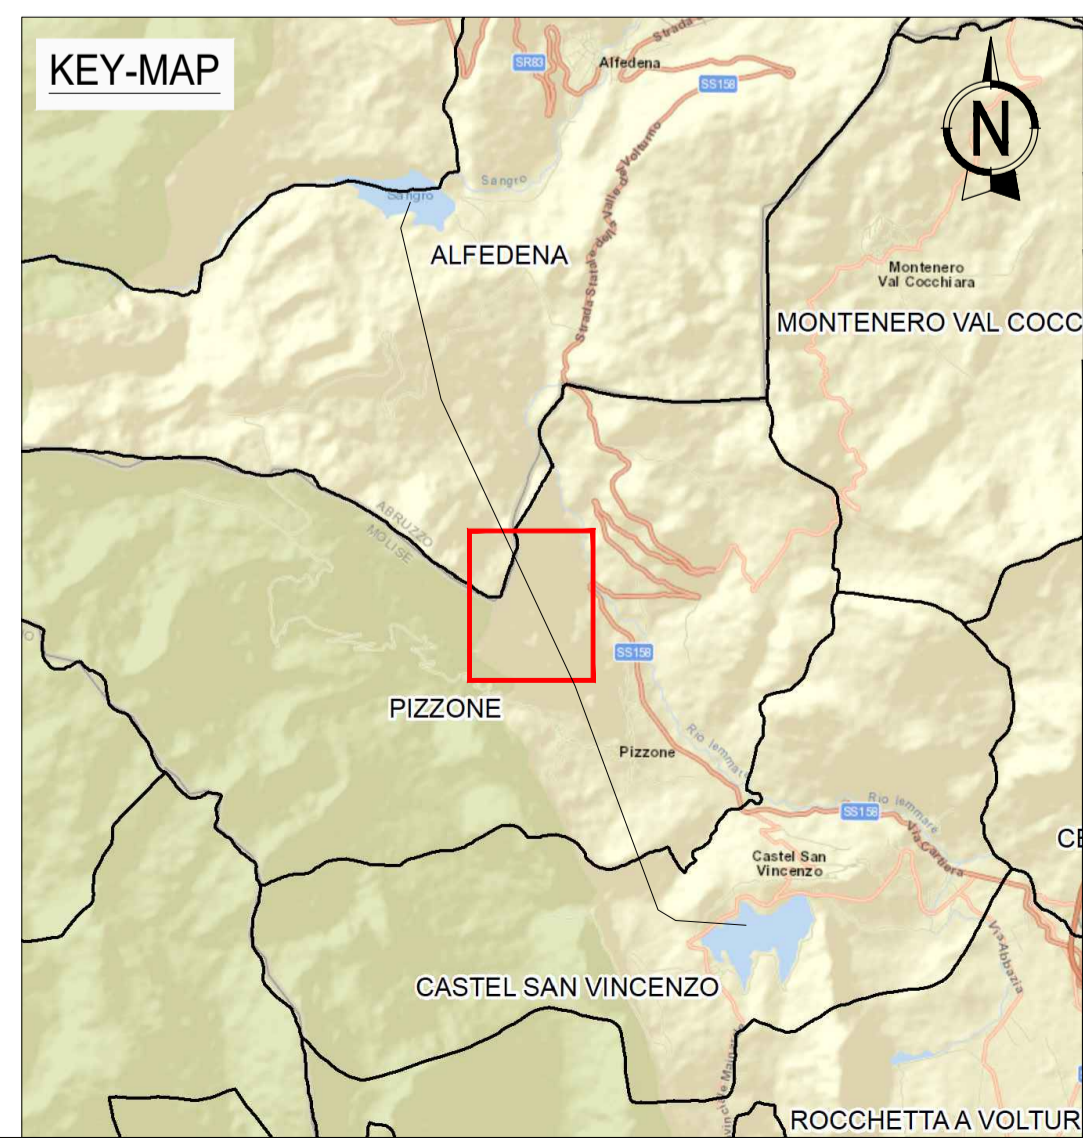 KEY-MAP
SR83
Alfedena
SS158
N
Sangro
Sangro
Strada Statale della Valle del Volturno
ALFEDENA
Montenero
Val Cocchiara
MONTENERO VAL COCC
ABRUZZO
MOLISE
SS158
PIZZONE
Pizzone
Rio Iemmare
Rio Iemmare
SS158
Via Cartiera
Castel San
Vincenzo
CE
Via Abbazia
CASTEL SAN VINCENZO
ROCCHETTA A VOLTUR